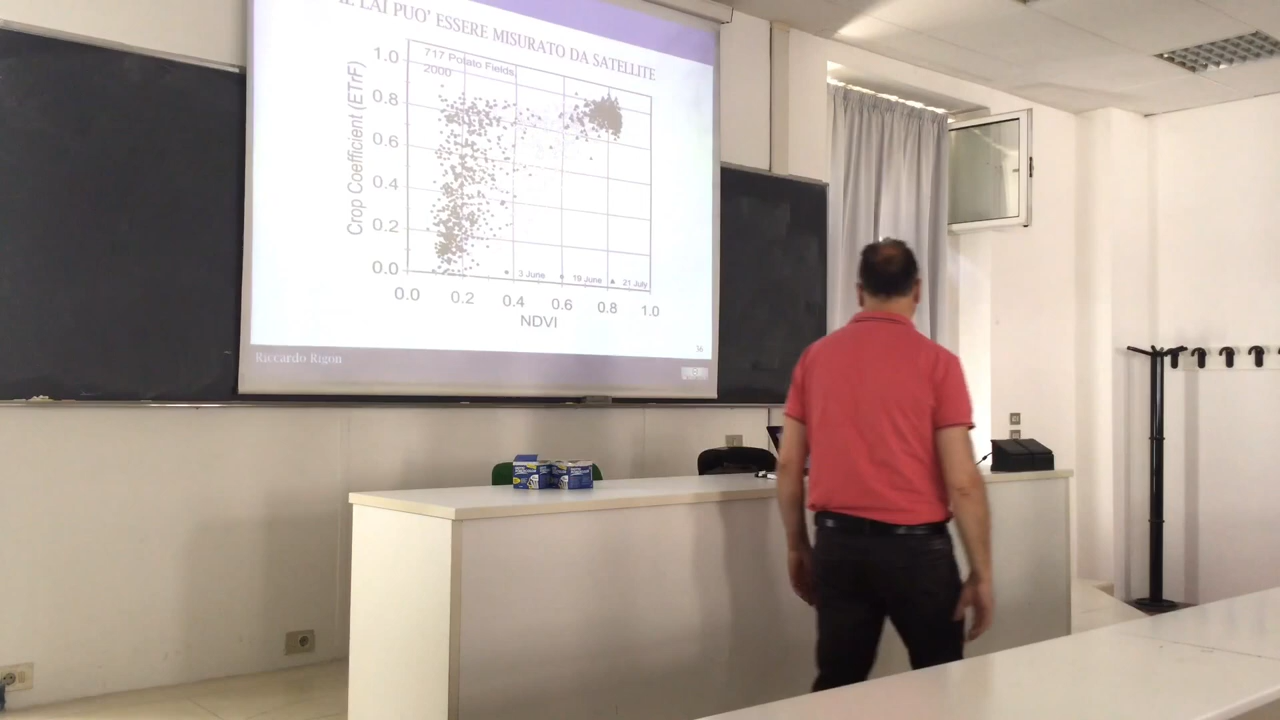 LAI PUO' ESSERE MISURATO DA SATELLITE
717 Potato Fields
2000
Crop Coefficient (ETrF)
1.0
0.8
0.6
0.4
0.2
0.0
3 June
19 June
21 July
0.0 0.2 0.4 0.6 0.8 1.0
NDVI
36
Riccardo Rigon